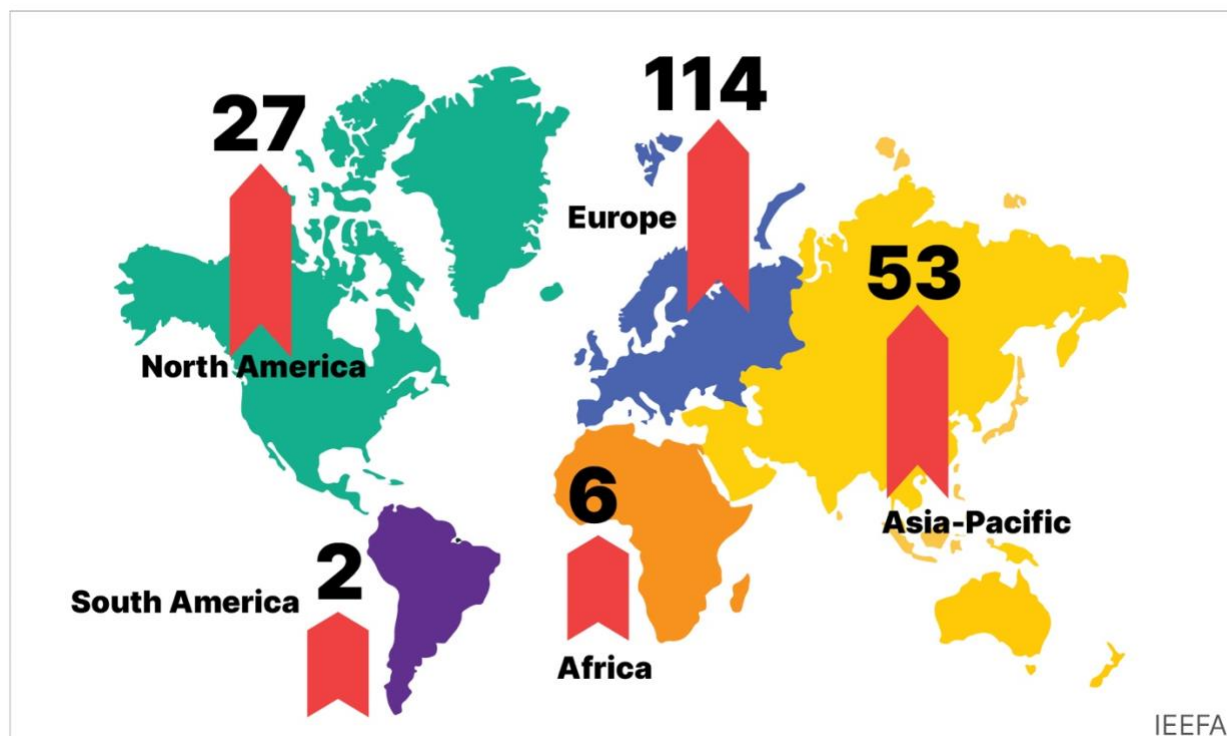 27
North America
114
Europe
53
Asia-Pacific
2
South America
6
Africa
IEEFA